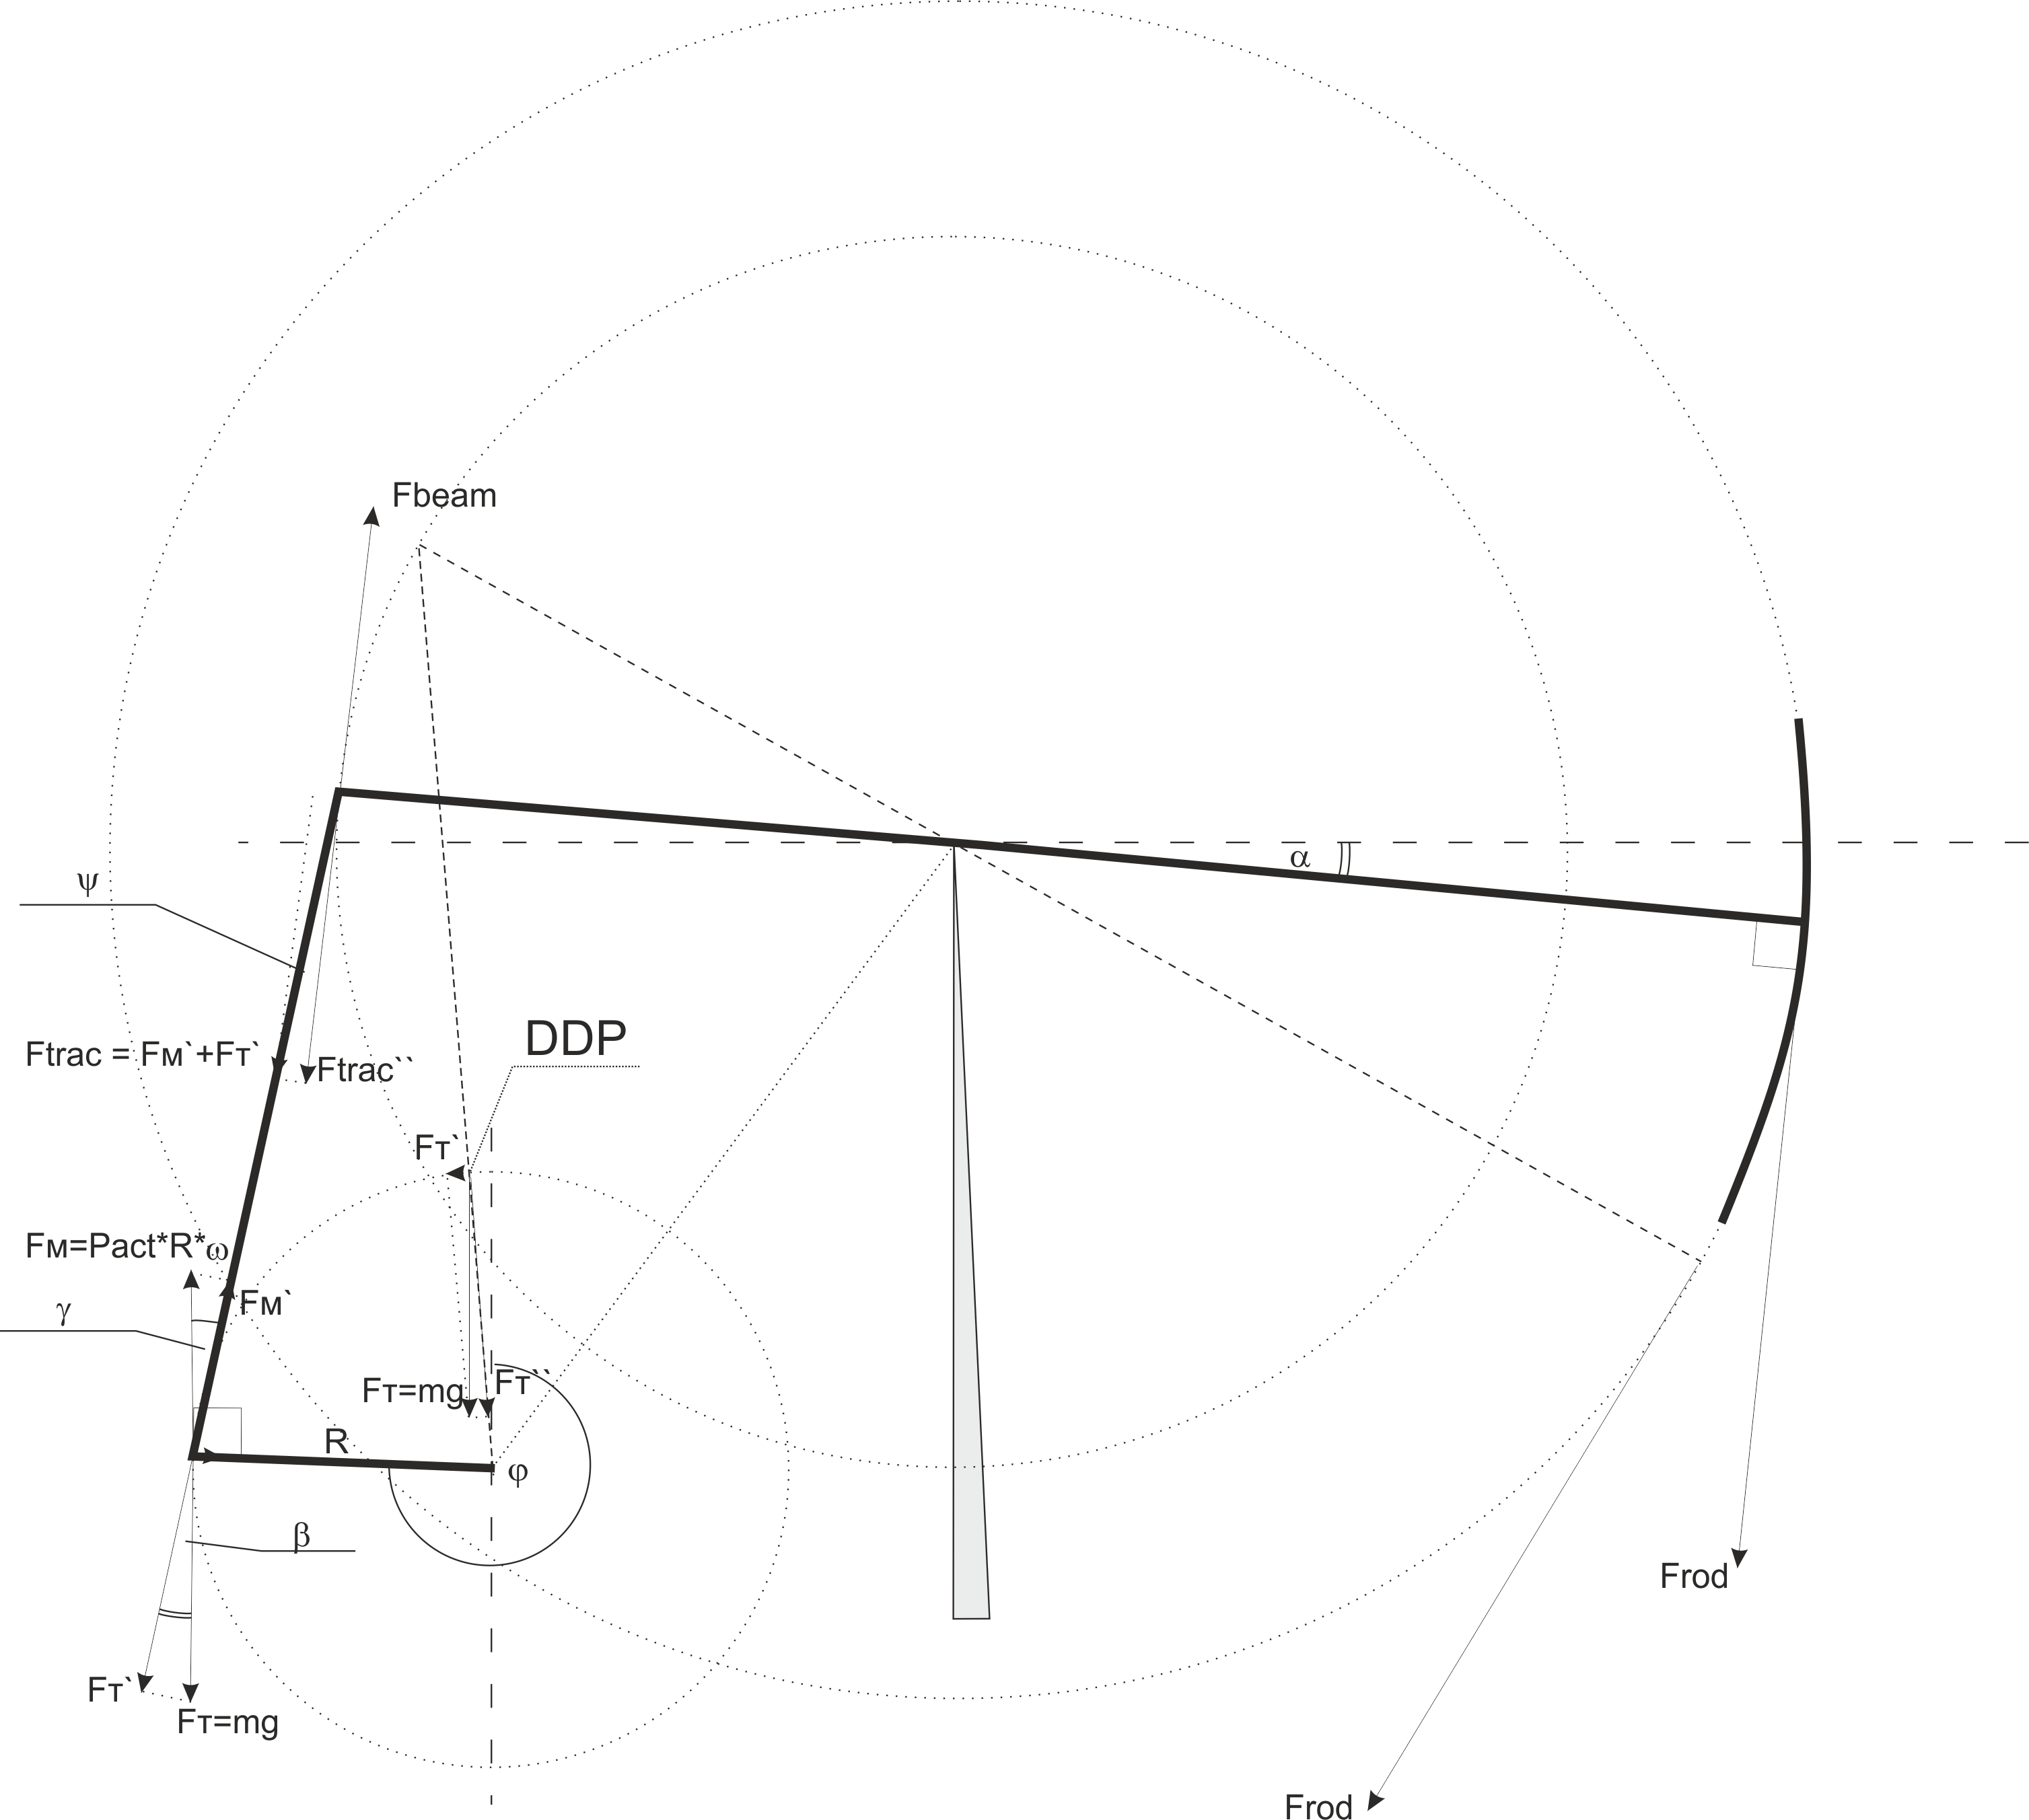 Fbeam
α
ψ
DDP
Ftrac = Fм`+Fт`
Ftrac``
Fт`
Fм=Pact*R*ω
Fм`
γ
Fт=mg
Fт``
R
φ
β
Frod
Fт`
Fт=mg
Frod